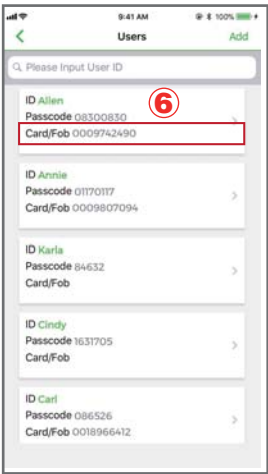 9:41 AM 100%
Users Add
Please Input User ID
ID Allen
Passcode 08300830
Card/Fob 0009742490
6
ID Annie
Passcode 01170117
Card/Fob 0009807094
ID Karla
Passcode 84632
Card/Fob
ID Cindy
Passcode 1631705
Card/Fob
ID Carl
Passcode 086526
Card/Fob 0018966412